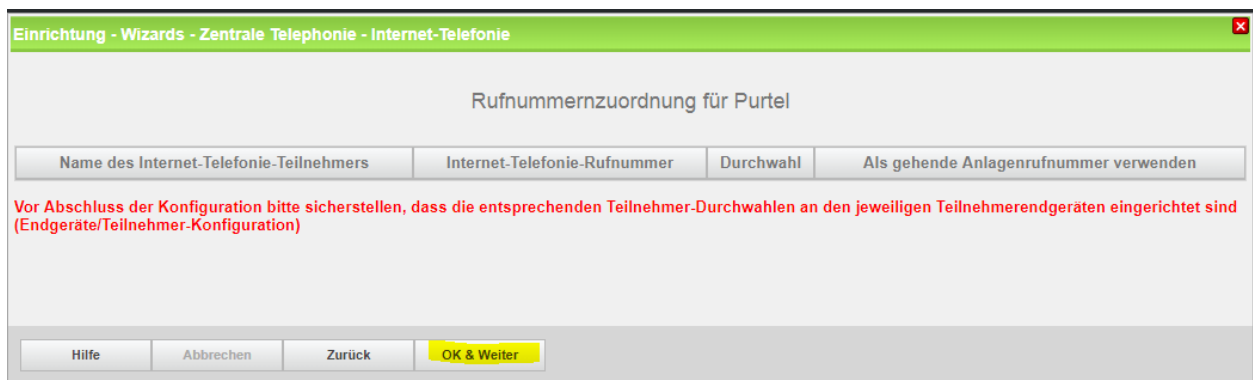 Einrichtung - Wizards - Zentrale Telephonie - Internet-Telefonie
Rufnummernzuordnung für Purtel
Name des Internet-Telefonie-Teilnehmers Internet-Telefonie-Rufnummer Durchwahl Als gehende Anlagenrufnummer verwenden
Vor Abschluss der Konfiguration bitte sicherstellen, dass die entsprechenden Teilnehmer-Durchwahlen an den jeweiligen Teilnehmerendgeräten eingerichtet sind
(Endgeräte/Teilnehmer-Konfiguration)
Hilfe Abbrechen Zurück OK & Weiter